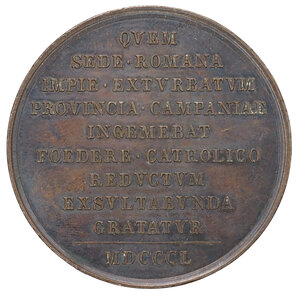 QVEM
SEDE · ROMANA
IMPIE · EXTVRBATVM
PROVINCIA · CAMPANIAE
INGEMEBAT
FOEDERE · CATHOLICO
REDVCTVM
EXSVLTABVNDA
GRATATVR
MDCCCL